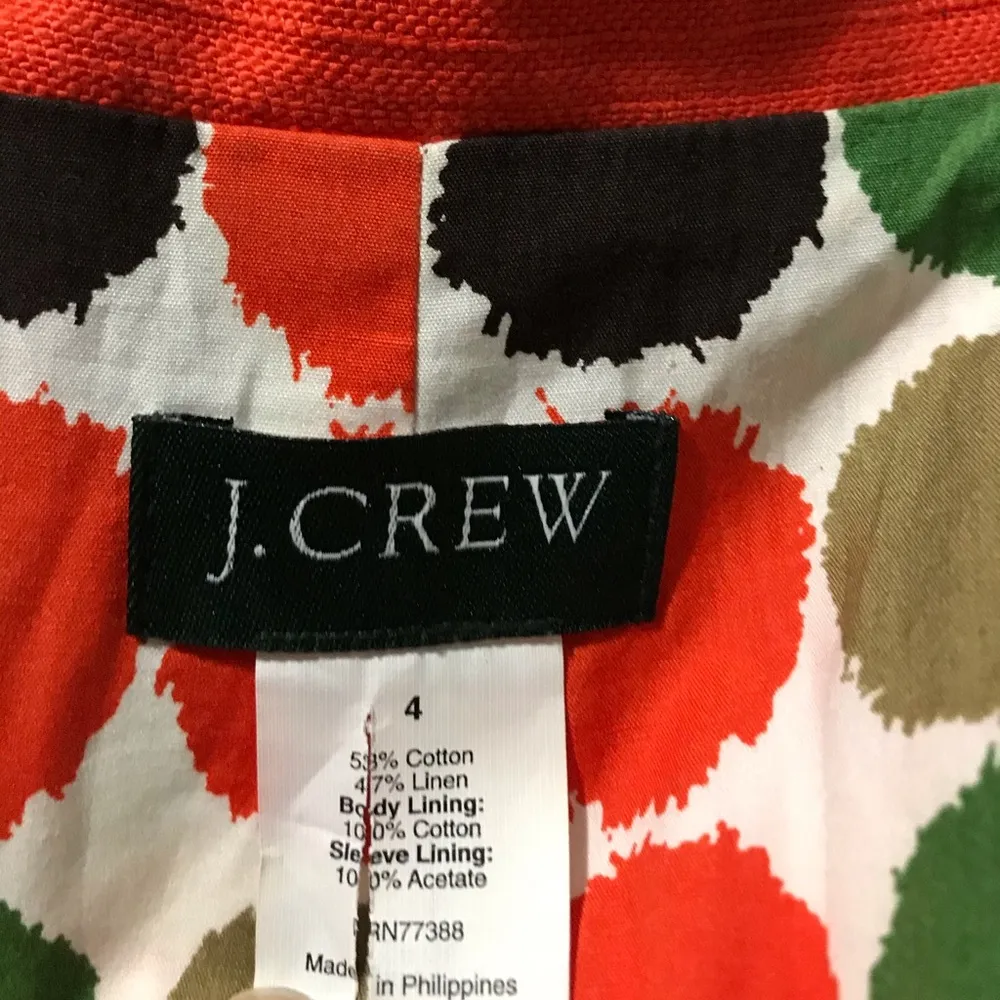 J.CREW
4
53% Cotton
47% Linen
Body Lining:
100% Cotton
Sleeve Lining:
100% Acetate
RN77388
Made in Philippines